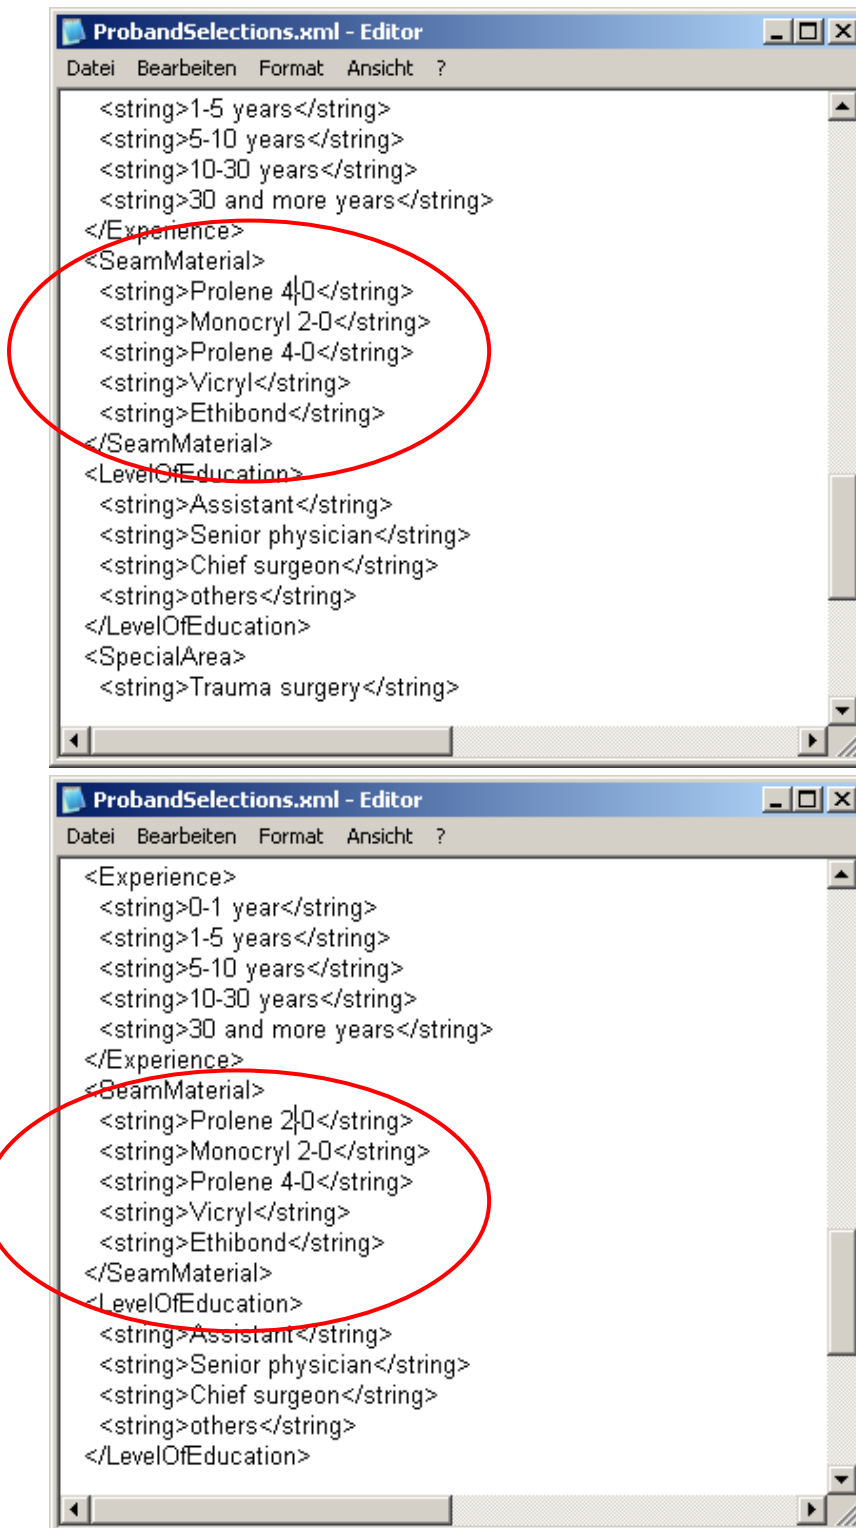 ProbandSelections.xml - Editor
Datei Bearbeiten Format Ansicht ?
<string>1-5 years</string>
<string>5-10 years</string>
<string>10-30 years</string>
<string>30 and more years</string>
</Experience>
<SeamMaterial>
<string>Prolene 4-0</string>
<string>Monocryl 2-0</string>
<string>Prolene 4-0</string>
<string>Vicryl</string>
<string>Ethibond</string>
</SeamMaterial>
<LevelOfEducation>
<string>Assistant</string>
<string>Senior physician</string>
<string>Chief surgeon</string>
<string>others</string>
</LevelOfEducation>
<SpecialArea>
<string>Trauma surgery</string>
ProbandSelections.xml - Editor
Datei Bearbeiten Format Ansicht ?
<Experience>
<string>0-1 year</string>
<string>1-5 years</string>
<string>5-10 years</string>
<string>10-30 years</string>
<string>30 and more years</string>
</Experience>
<SeamMaterial>
<string>Prolene 2-0</string>
<string>Monocryl 2-0</string>
<string>Prolene 4-0</string>
<string>Vicryl</string>
<string>Ethibond</string>
</SeamMaterial>
<LevelOfEducation>
<string>Assistant</string>
<string>Senior physician</string>
<string>Chief surgeon</string>
<string>others</string>
</LevelOfEducation>